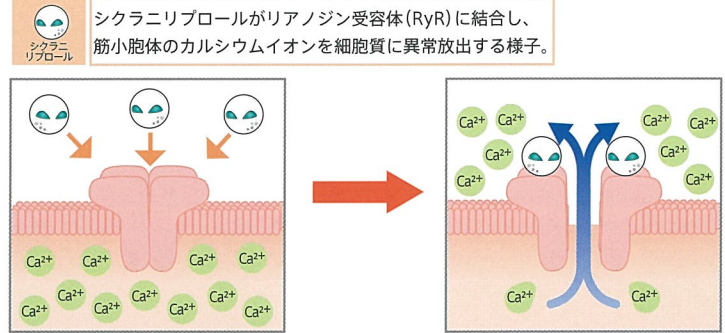 シクラニリプロールがリアノジン受容体(RyR)に結合し、
筋小胞体のカルシウムイオンを細胞質に異常放出する様子。
シクラニ
リプロール
Ca²⁺ Ca²⁺ Ca²⁺ Ca²⁺
Ca²⁺ Ca²⁺ Ca²⁺ Ca²⁺ Ca²⁺ Ca²⁺ Ca²⁺
Ca²⁺ Ca²⁺ Ca²⁺ Ca²⁺
Ca²⁺ Ca²⁺
Ca²⁺ Ca²⁺
Ca²⁺ Ca²⁺